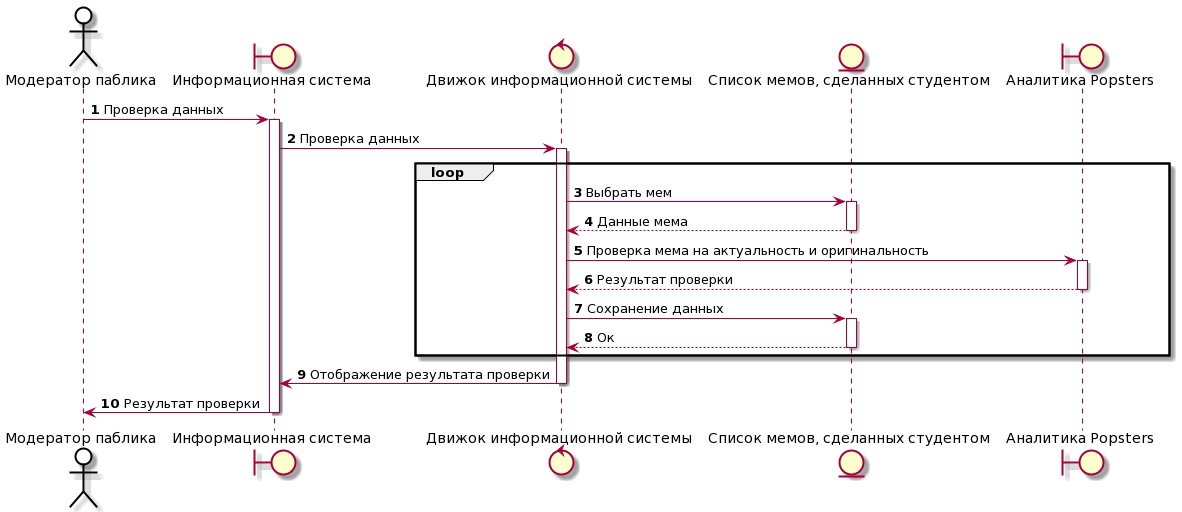 Модератор паблика
Информационная система
Движок информационной системы
Список мемов, сделанных студентом
Аналитика Popsters
1 Проверка данных
2 Проверка данных
loop
3 Выбрать мем
4 Данные мема
5 Проверка мема на актуальность и оригинальность
6 Результат проверки
7 Сохранение данных
8 Ок
9 Отображение результата проверки
10 Результат проверки
Модератор паблика
Информационная система
Движок информационной системы
Список мемов, сделанных студентом
Аналитика Popsters